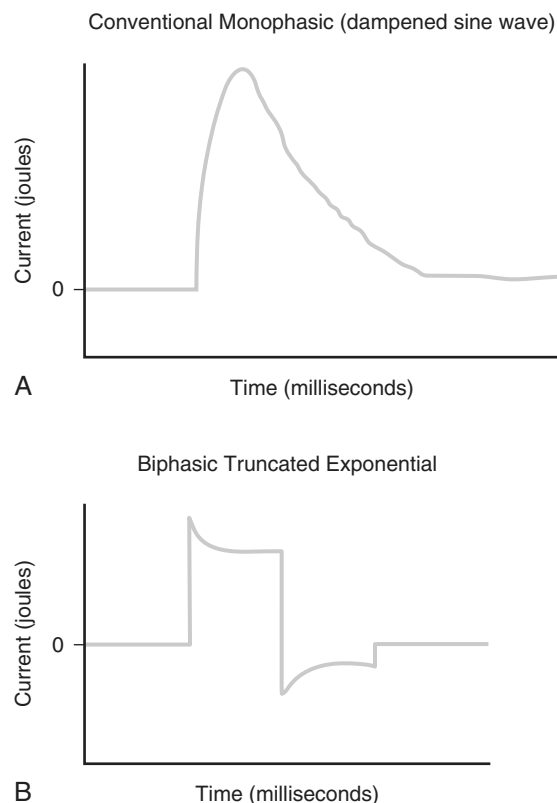 Conventional Monophasic (dampened sine wave)
Current (joules)
0
A
Time (milliseconds)
Biphasic Truncated Exponential
Current (joules)
0
B
Time (milliseconds)